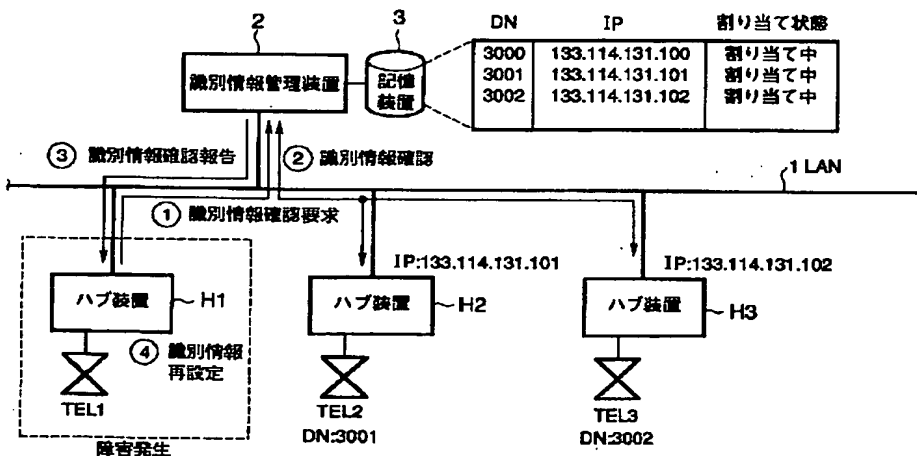 2
3
DN IP 割り当て状態
3000 133.114.131.100 割り当て中
3001 133.114.131.101 割り当て中
3002 133.114.131.102 割り当て中
識別情報管理装置
記憶
装置
③ 識別情報確認報告
② 識別情報確認
1 LAN
① 識別情報確認要求
IP:133.114.131.101
IP:133.114.131.102
ハブ装置
H1
ハブ装置
H2
ハブ装置
H3
④ 識別情報
再設定
TEL1
TEL2
DN:3001
TEL3
DN:3002
障害発生